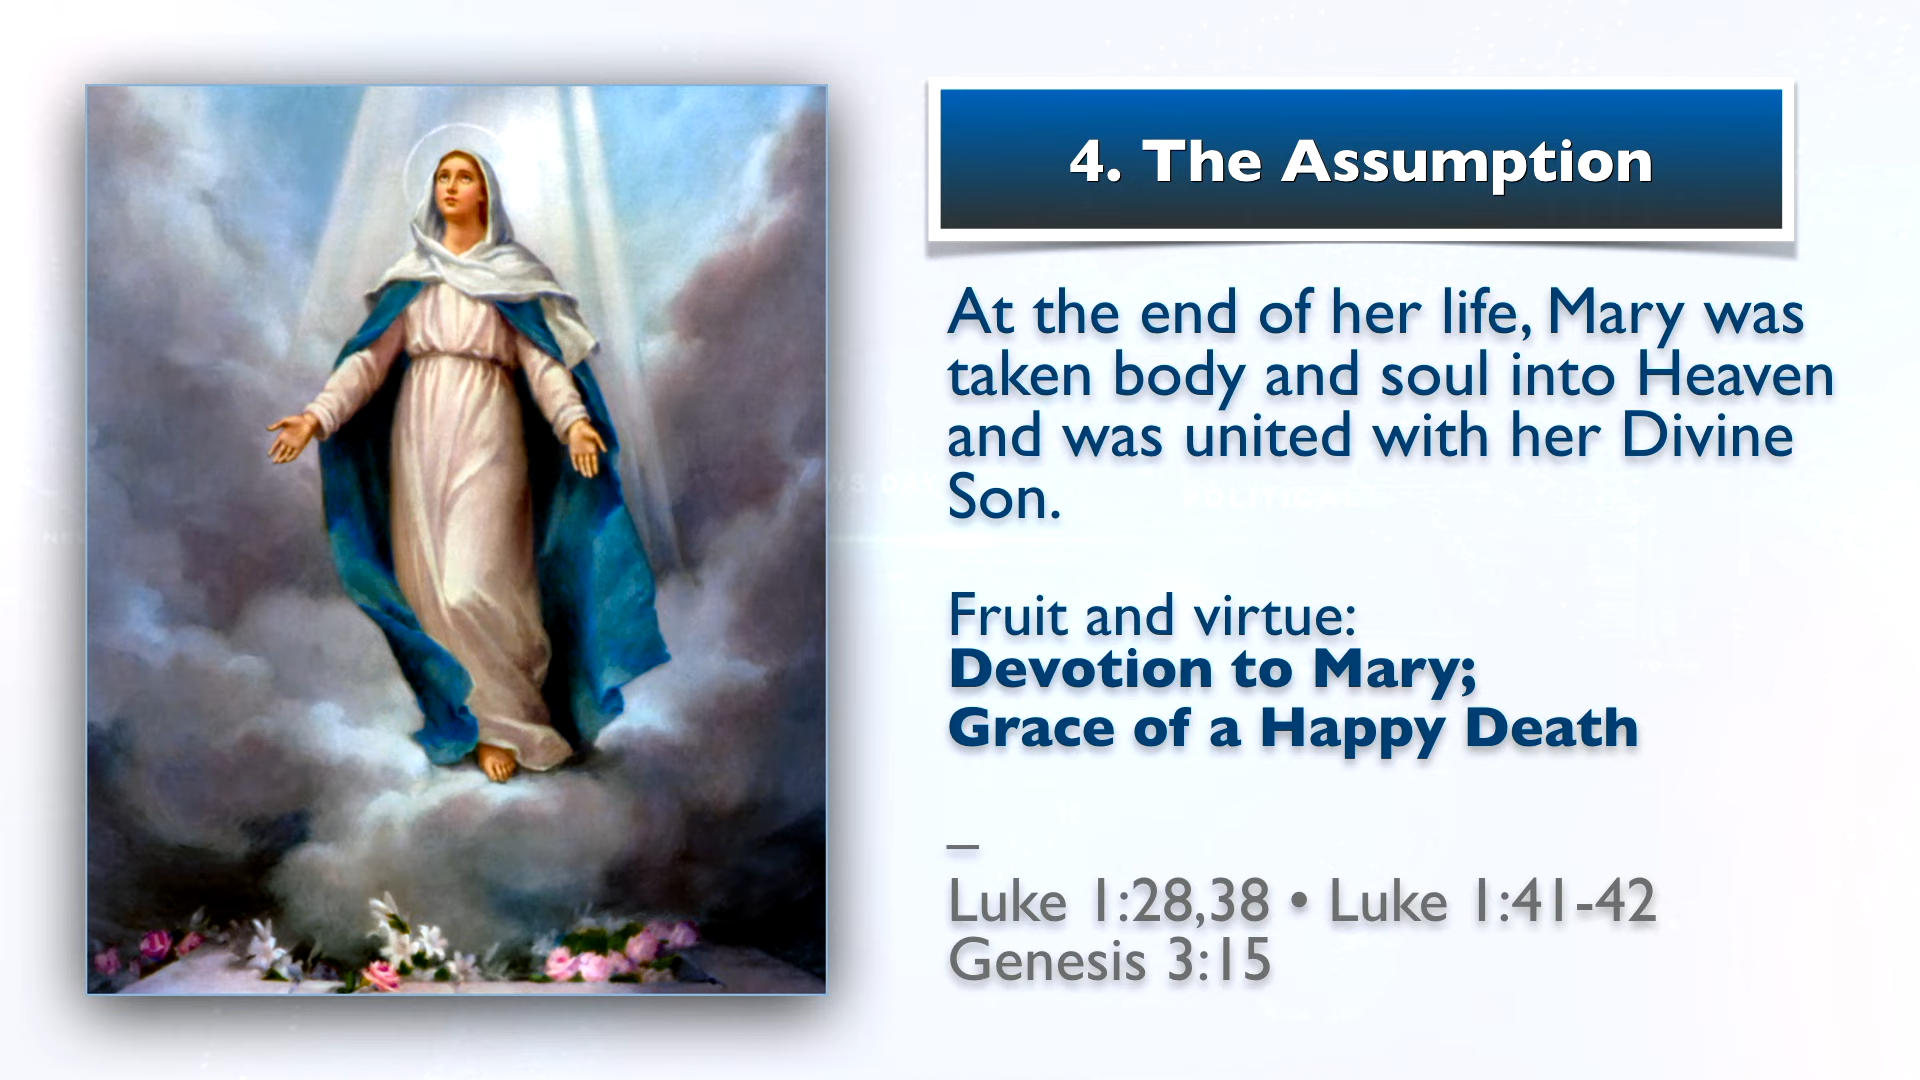 4. The Assumption
At the end of her life, Mary was
taken body and soul into Heaven
and was united with her Divine
Son.
Fruit and virtue:
Devotion to Mary;
Grace of a Happy Death
–
Luke 1:28,38 • Luke 1:41-42
Genesis 3:15